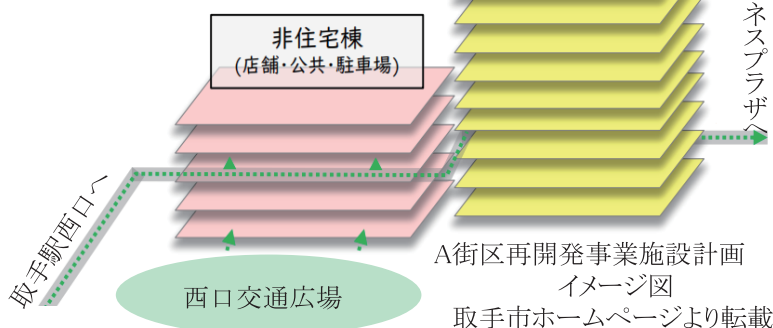 非住宅棟
(店舗・公共・駐車場)
ネスプラザへ
取手駅西口へ
西口交通広場
A街区再開発事業施設計画
イメージ図
取手市ホームページより転載